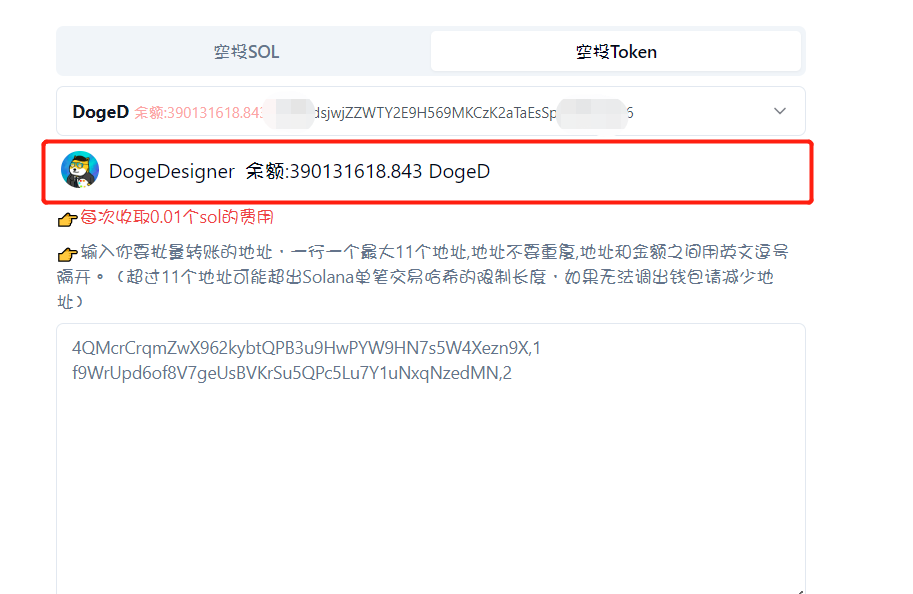 空投SOL
空投Token
DogeD 余额:390131618.843 dsjwjZZWTY2E9H569MKCzK2aTaEsSp 6
DogeDesigner 余额:390131618.843 DogeD
👉每次收取0.01个sol的费用
👉输入你要批量转账的地址,一行一个最大11个地址,地址不要重复,地址和金额之间用英文逗号
隔开。(超过11个地址可能超出Solana单笔交易哈希的限制长度,如果无法调出钱包请减少地
址)
4QMcrCrqmZwX962kybtQPB3u9HwPYW9HN7s5W4Xezn9X,1
f9WrUpd6of8V7geUsBVKrSu5QPc5Lu7Y1uNxqNzedMN,2